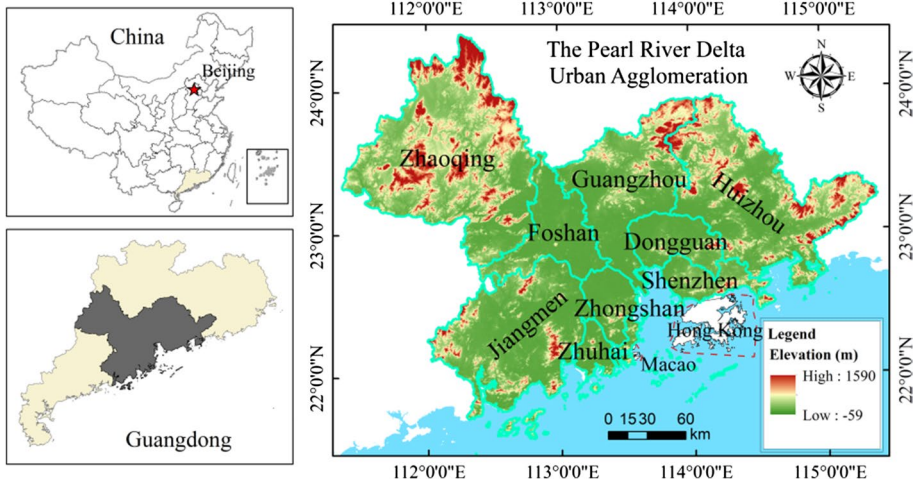 China
Beijing
Guangdong
112°0'0"E
113°0'0"E
114°0'0"E
115°0'0"E
24°0'0"N
23°0'0"N
22°0'0"N
The Pearl River Delta
Urban Agglomeration
N
W
E
S
Zhaoqing
Guangzhou
Huizhou
Foshan
Dongguan
Shenzhen
Zhongshan
Jiangmen
Hong Kong
Zhuhai
Macao
Legend
Elevation (m)
High : 1590
Low : -59
0 15 30 60
km
24°0'0"N
23°0'0"N
22°0'0"N
112°0'0"E
113°0'0"E
114°0'0"E
115°0'0"E